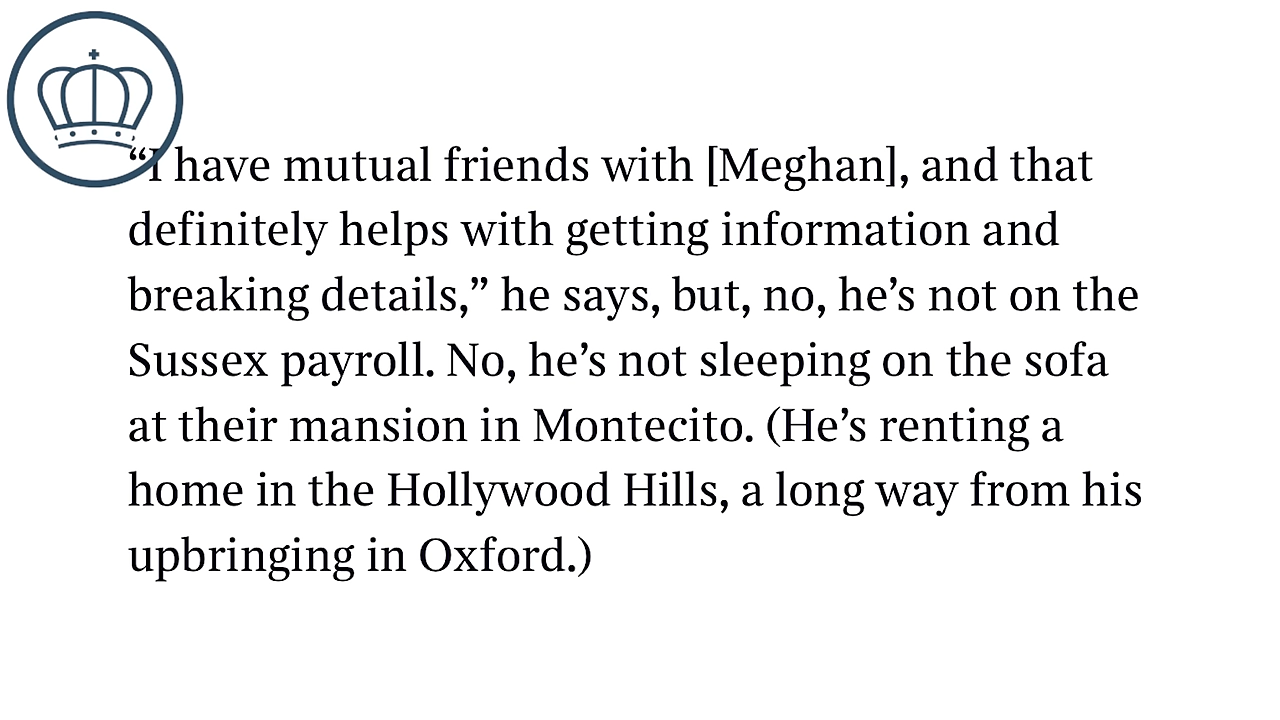 “I have mutual friends with [Meghan], and that
definitely helps with getting information and
breaking details,” he says, but, no, he’s not on the
Sussex payroll. No, he’s not sleeping on the sofa
at their mansion in Montecito. (He’s renting a
home in the Hollywood Hills, a long way from his
upbringing in Oxford.)